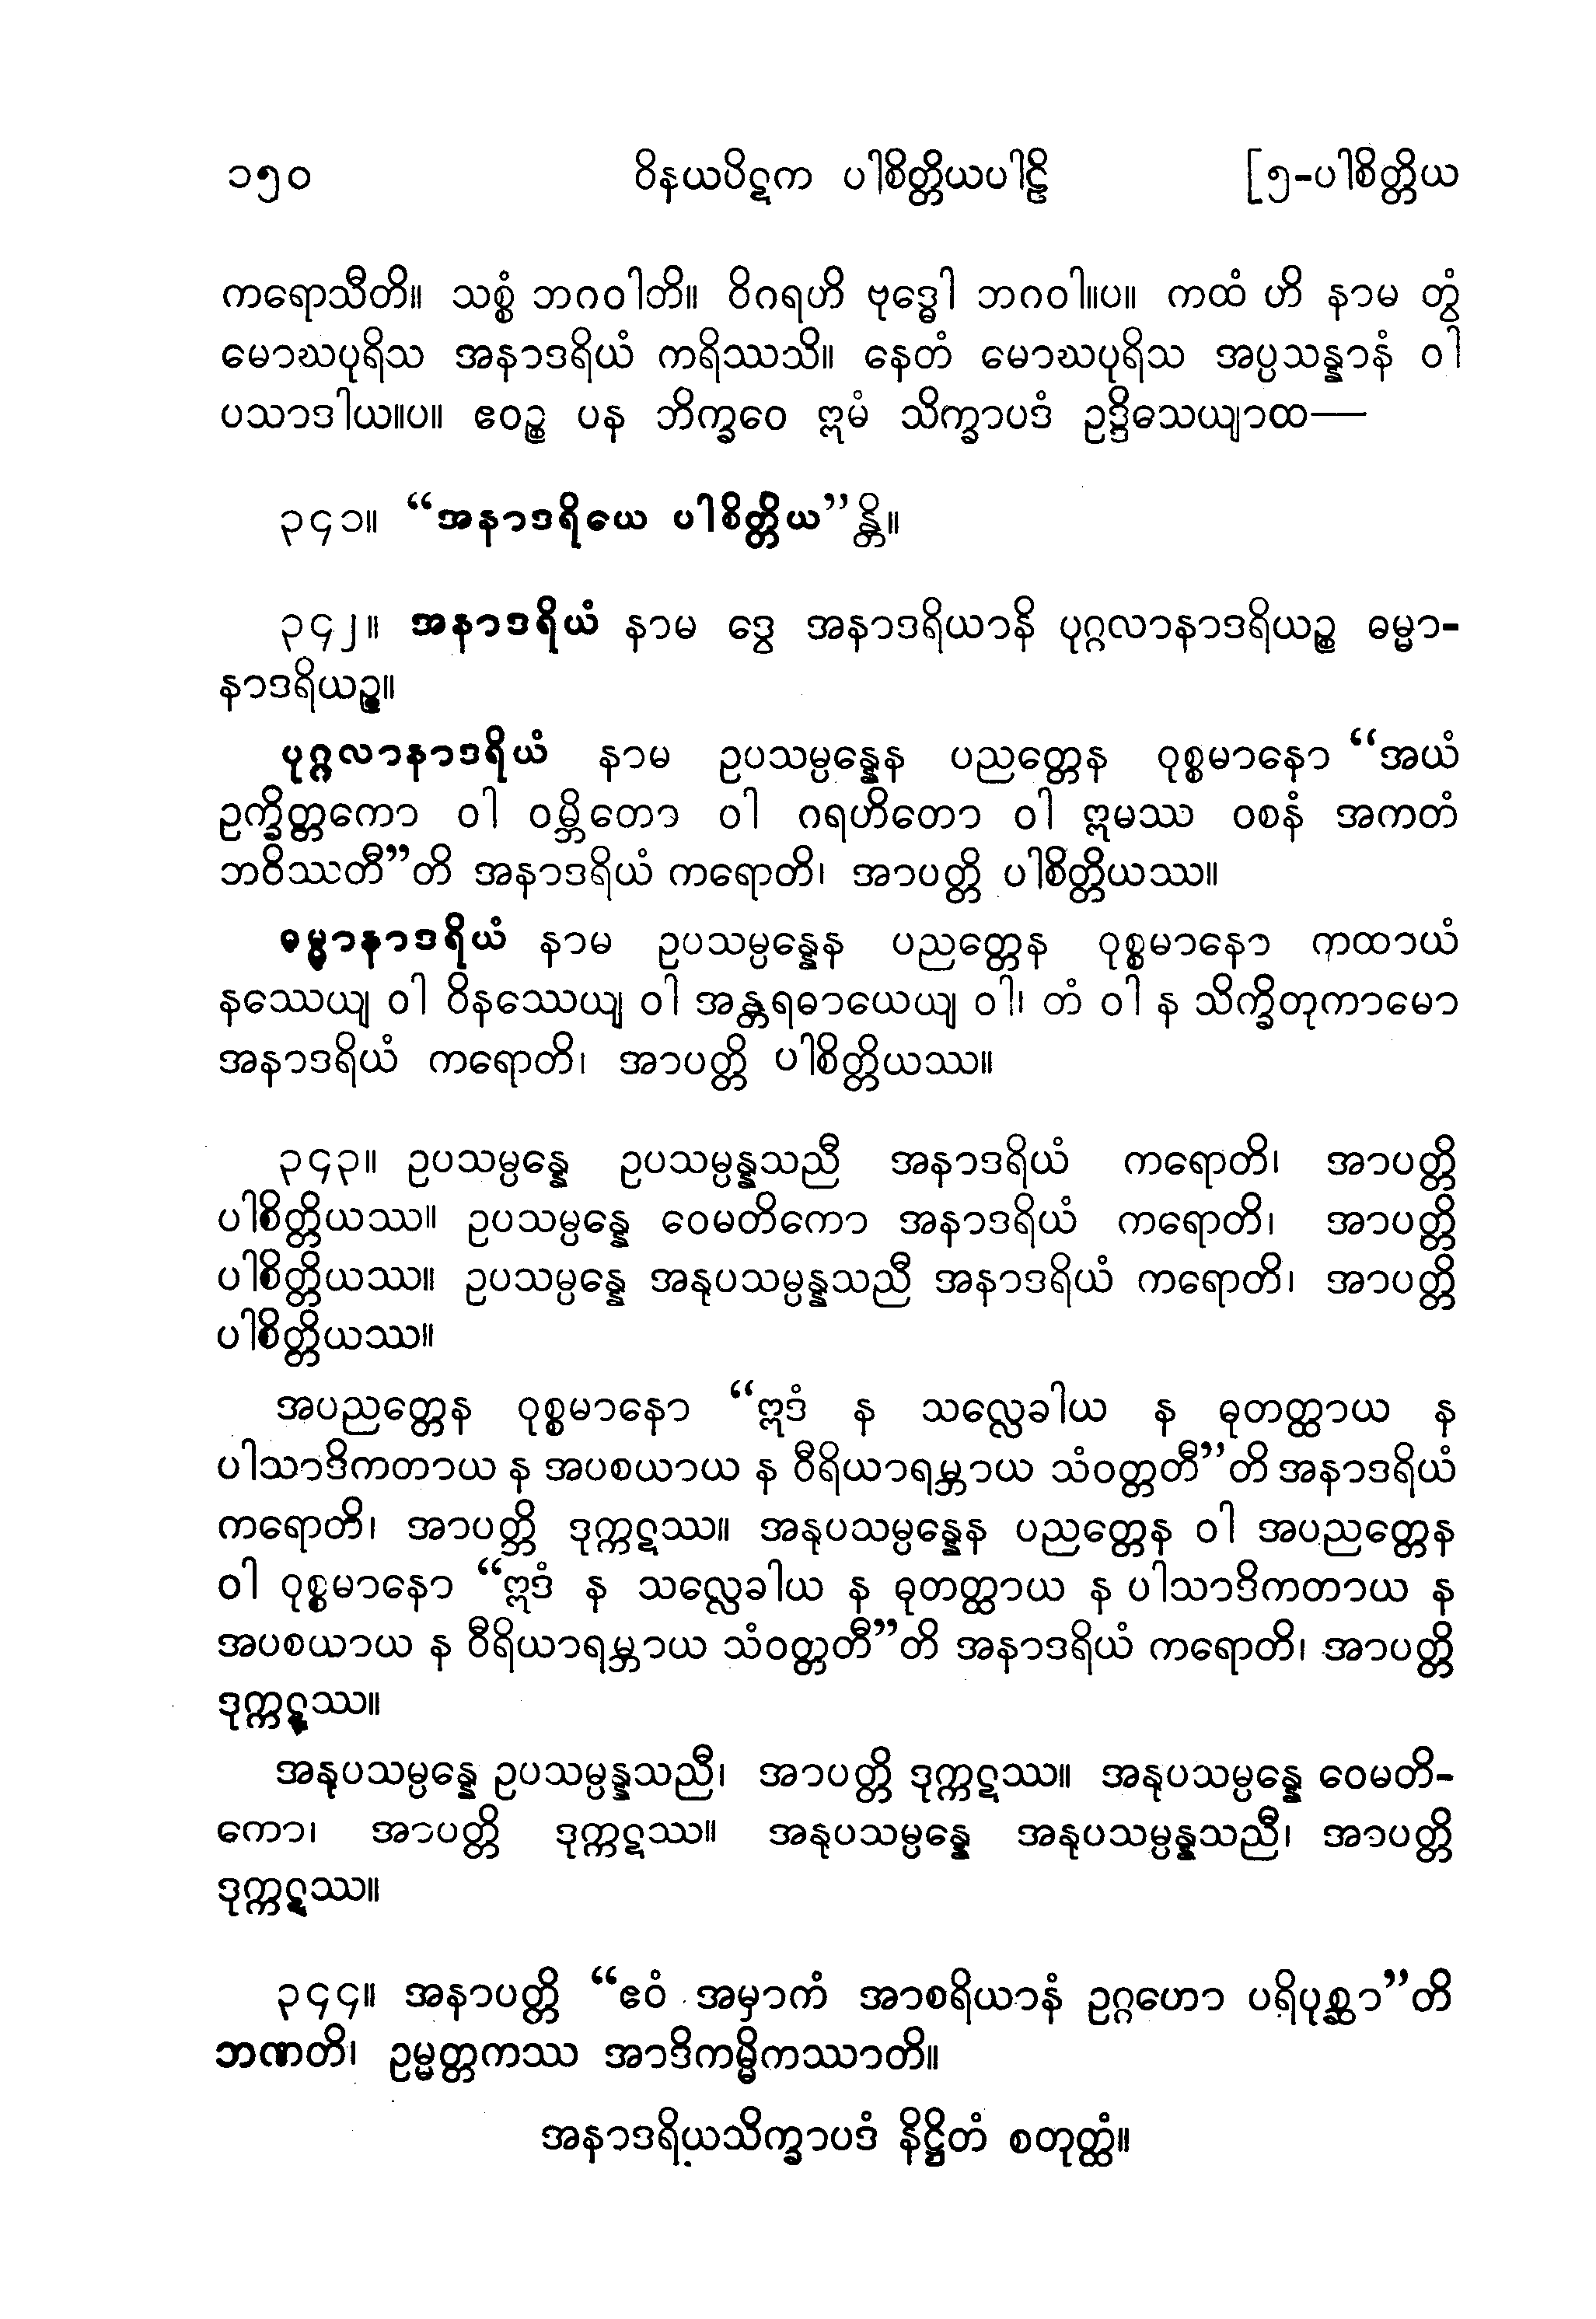 ၁၅၀ ဝိနယပိဋက ပါစိတ္တိယပါဠိ [၅-ပါစိတ္တိယ
ကရောသီတိ။ သစ္စံ ဘဂဝါတိ။ ဝိဂရဟိ ဗုဒ္ဓေါ ဘဂဝါ။ပ။ ကထံ ဟိ နာမ တွံ
မောဃပုရိသ အနာဒရိယံ ကရိဿသိ။ နေတံ မောဃပုရိသ အပ္ပသန္နာနံ ဝါ
ပသာဒါယ။ပ။ ဧဝဉ္စ ပန ဘိက္ခဝေ ဣမံ သိက္ခာပဒံ ဥဒ္ဒိသေယျာထ—
၃၄၁။ “အနာဒရိယေ ပါစိတ္တိယ”န္တိ။
၃၄၂။ အနာဒရိယံ နာမ ဒွေ အနာဒရိယာနိ ပုဂ္ဂလာနာဒရိယဉ္စ ဓမ္မာ-
နာဒရိယဉ္စ။
ပုဂ္ဂလာနာဒရိယံ နာမ ဥပသမ္ပန္နေန ပညတ္တေန ဝုစ္စမာနော “အယံ
ဥက္ခိတ္တကော ဝါ ဝမ္ဘိတော ဝါ ဂရဟိတော ဝါ ဣမဿ ဝစနံ အကတံ
ဘဝိဿတီ”တိ အနာဒရိယံ ကရောတိ၊ အာပတ္တိ ပါစိတ္တိယဿ။
ဓမ္မာနာဒရိယံ နာမ ဥပသမ္ပန္နေန ပညတ္တေန ဝုစ္စမာနော ကထာယံ
နဿေယျ ဝါ ဝိနဿေယျ ဝါ အန္တရဓာယေယျ ဝါ၊ တံ ဝါ န သိက္ခိတုကာမော
အနာဒရိယံ ကရောတိ၊ အာပတ္တိ ပါစိတ္တိယဿ။
၃၄၃။ ဥပသမ္ပန္နေ ဥပသမ္ပန္နသညီ အနာဒရိယံ ကရောတိ၊ အာပတ္တိ
ပါစိတ္တိယဿ။ ဥပသမ္ပန္နေ ဝေမတိကော အနာဒရိယံ ကရောတိ၊ အာပတ္တိ
ပါစိတ္တိယဿ။ ဥပသမ္ပန္နေ အနုပသမ္ပန္နသညီ အနာဒရိယံ ကရောတိ၊ အာပတ္တိ
ပါစိတ္တိယဿ။
အပညတ္တေန ဝုစ္စမာနော “ဣဒံ န သလ္လေခါယ န ဓုတတ္ထာယ န
ပါသာဒိကတာယ န အပစယာယ န ဝီရိယာရမ္ဘာယ သံဝတ္တတီ”တိ အနာဒရိယံ
ကရောတိ၊ အာပတ္တိ ဒုက္ကဋဿ။ အနုပသမ္ပန္နေန ပညတ္တေန ဝါ အပညတ္တေန
ဝါ ဝုစ္စမာနော “ဣဒံ န သလ္လေခါယ န ဓုတတ္ထာယ န ပါသာဒိကတာယ န
အပစယာယ န ဝီရိယာရမ္ဘာယ သံဝတ္တတီ”တိ အနာဒရိယံ ကရောတိ၊ အာပတ္တိ
ဒုက္ကဋဿ။
အနုပသမ္ပန္နေ ဥပသမ္ပန္နသညီ၊ အာပတ္တိ ဒုက္ကဋဿ။ အနုပသမ္ပန္နေ ဝေမတိ-
ကော၊ အာပတ္တိ ဒုက္ကဋဿ။ အနုပသမ္ပန္နေ အနုပသမ္ပန္နသညီ၊ အာပတ္တိ
ဒုက္ကဋဿ။
၃၄၄။ အနာပတ္တိ “ဧဝံ အမှာကံ အာစရိယာနံ ဥဂ္ဂဟော ပရိပုစ္ဆာ”တိ
ဘဏတိ၊ ဥမ္မတ္တကဿ အာဒိကမ္မိကဿာတိ။
အနာဒရိယသိက္ခာပဒံ နိဋ္ဌိတံ စတုတ္ထံ။